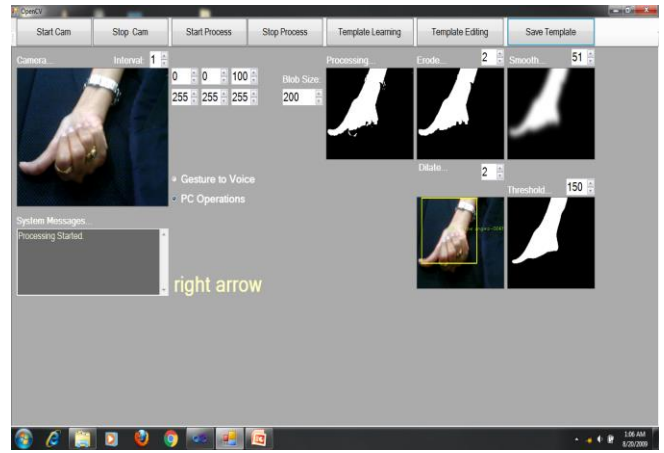 OpenCV
Start Cam Stop Cam Start Process Stop Process Template Learning Template Editing Save Template
Camera... Interval: 1 Processing... Erode... 2 Smooth... 51
0 0 100 Blob Size:
255 255 255 200
Gesture to Voice
PC Operations
Dilate... 2
Threshold... 150
System Messages...
Processing Started.
right arrow
1:06 AM
8/20/2009